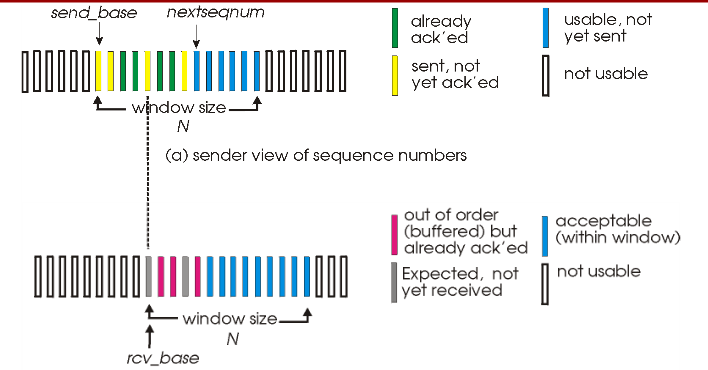 send_base
nextseqnum
already
ack'ed
usable, not
yet sent
sent, not
yet ack'ed
not usable
window size
N
(a) sender view of sequence numbers
out of order
(buffered) but
already ack'ed
acceptable
(within window)
Expected, not
yet received
not usable
window size
N
rcv_base